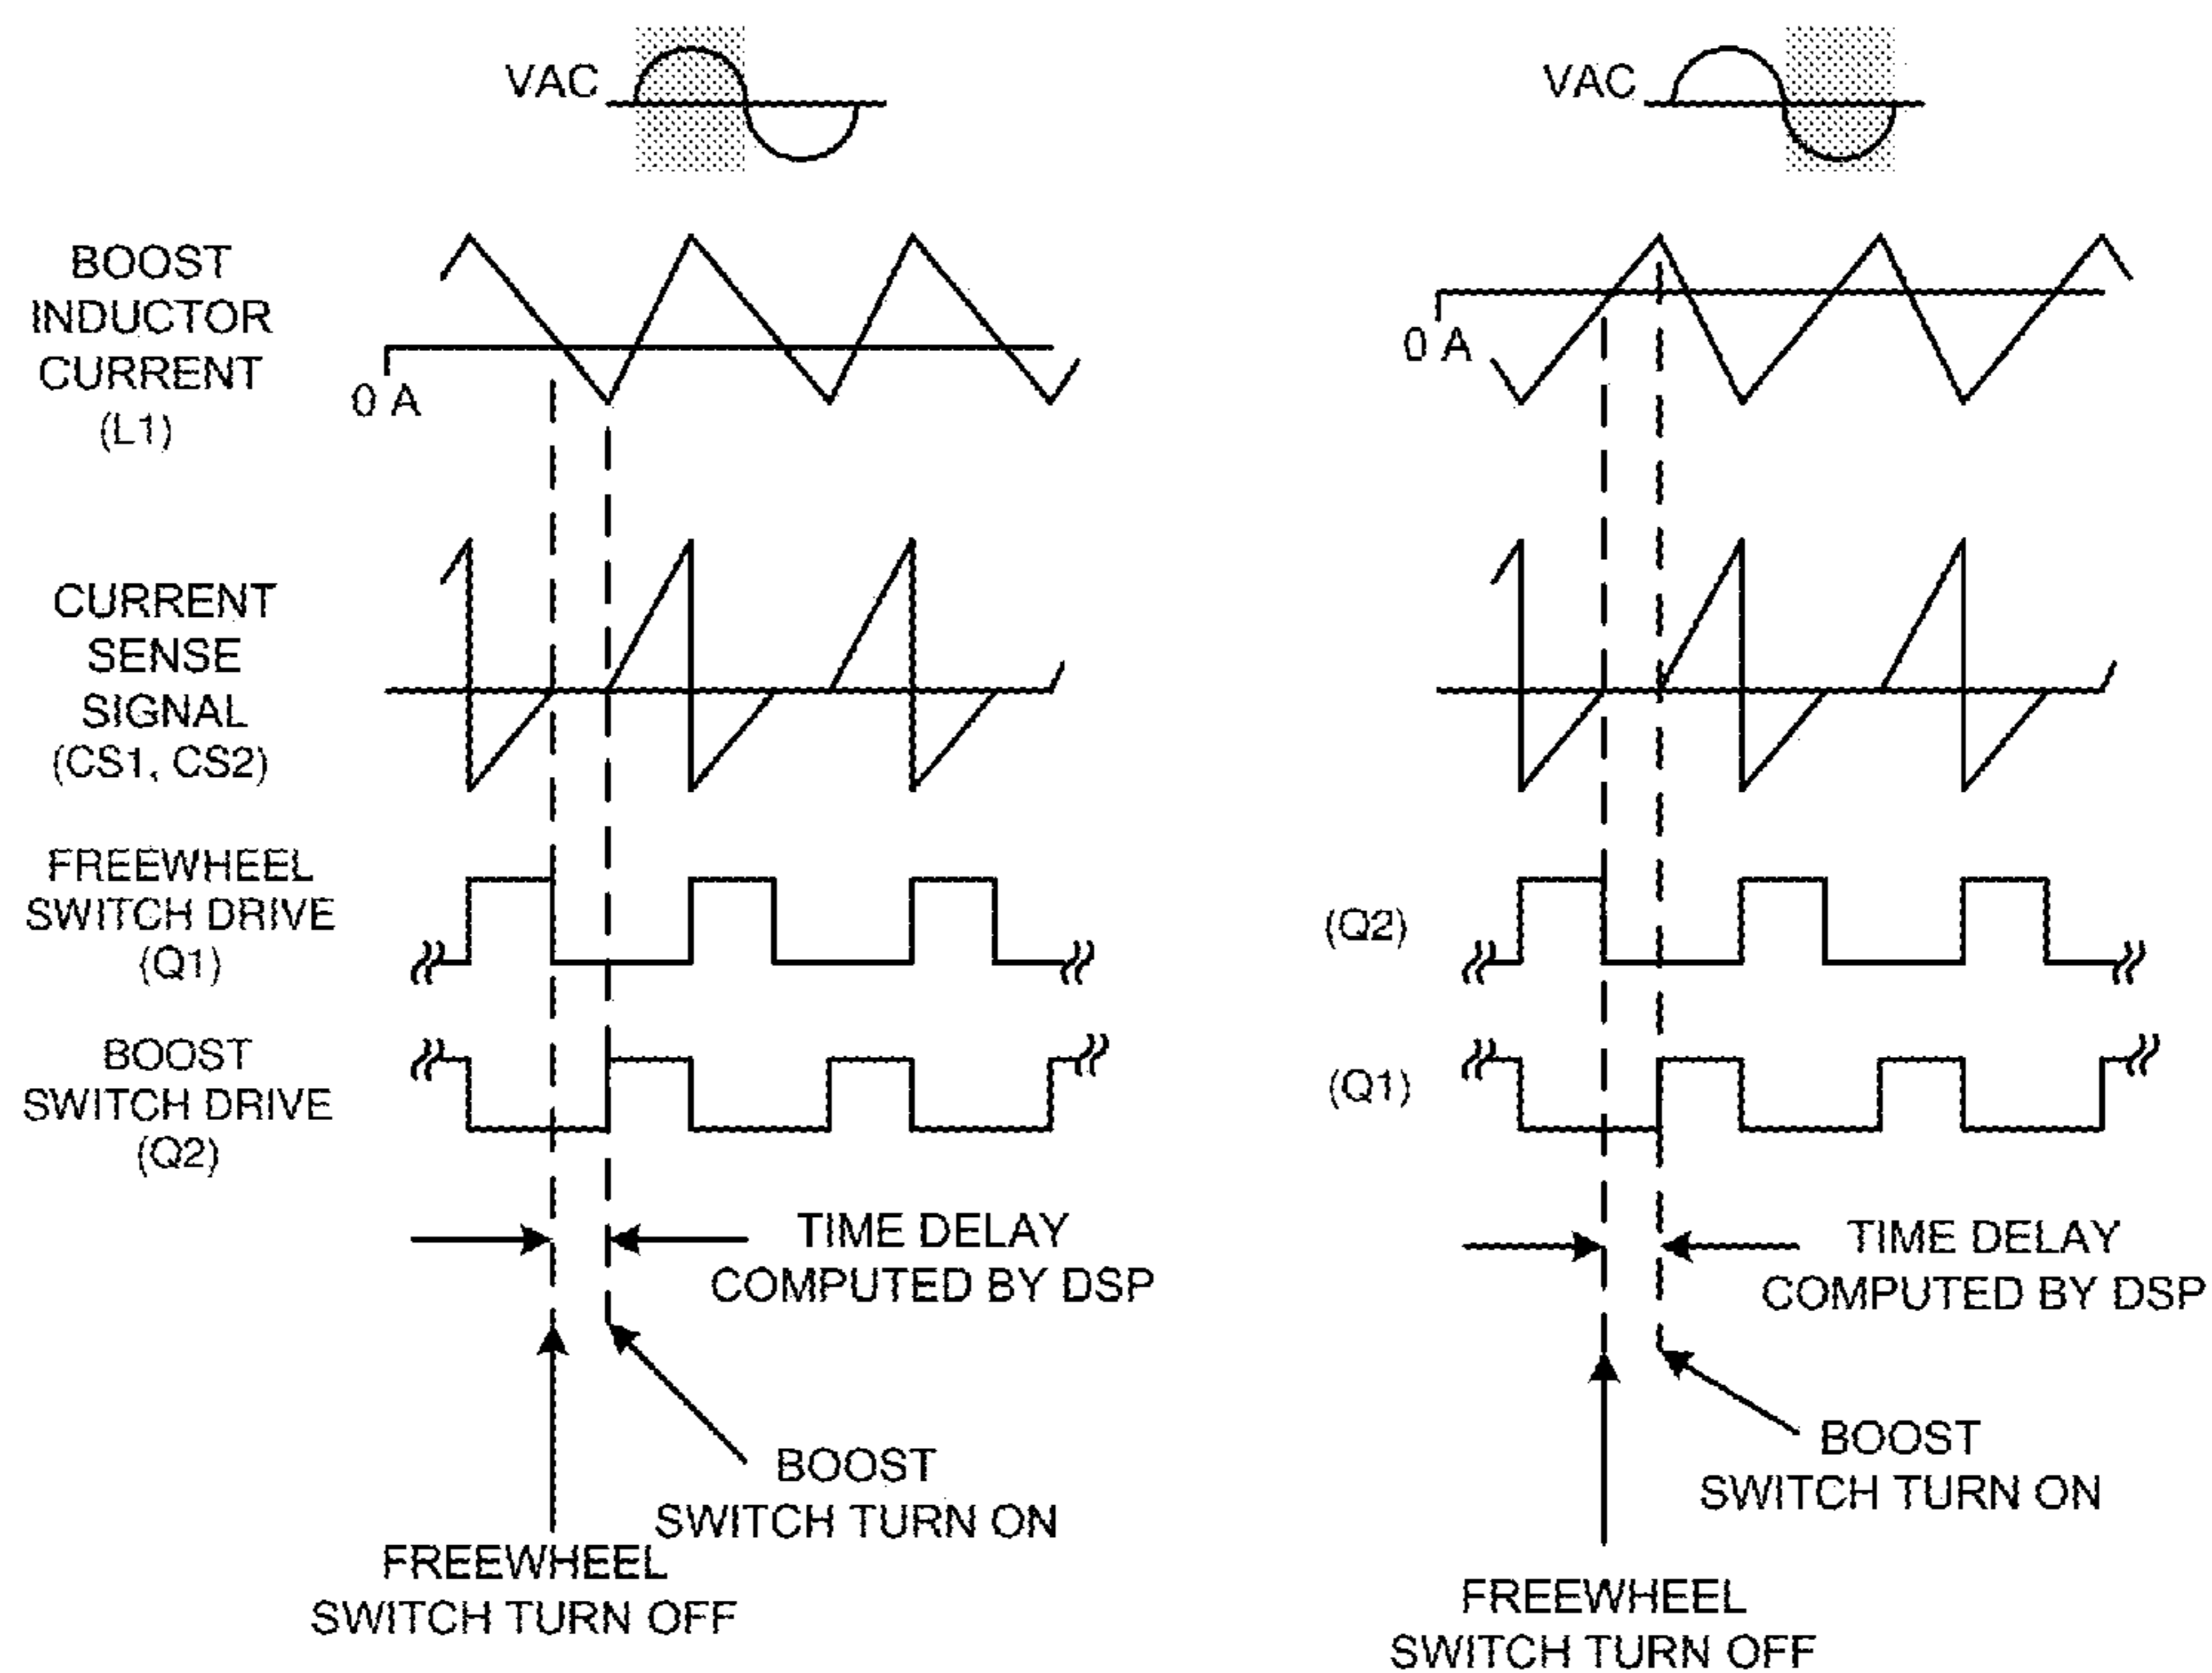 VAC
BOOST
INDUCTOR
CURRENT
(L1)
0 A
CURRENT
SENSE
SIGNAL
(CS1, CS2)
FREEWHEEL
SWITCH DRIVE
(Q1)
BOOST
SWITCH DRIVE
(Q2)
TIME DELAY
COMPUTED BY DSP
BOOST
SWITCH TURN ON
FREEWHEEL
SWITCH TURN OFF
VAC
0 A
(Q2)
(Q1)
TIME DELAY
COMPUTED BY DSP
BOOST
SWITCH TURN ON
FREEWHEEL
SWITCH TURN OFF